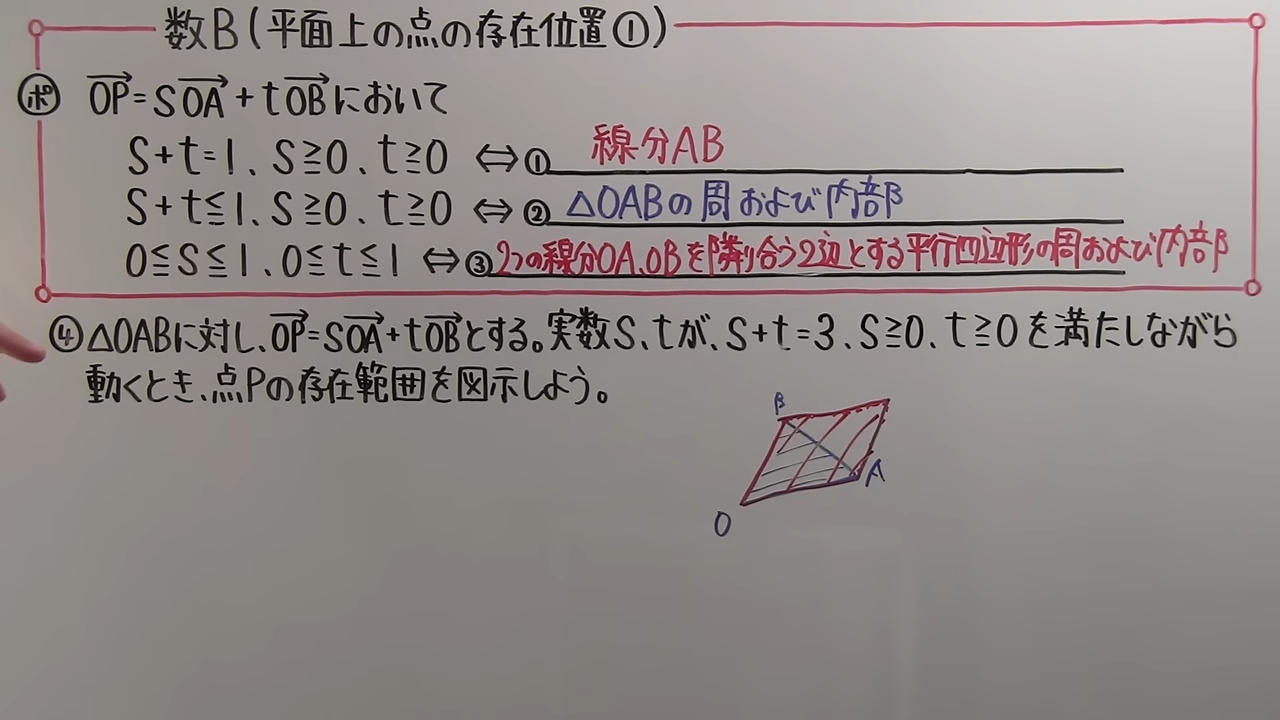 数B(平面上の点の存在位置①)
ポ OP=sOA+tOBにおいて
s+t=1、s≧0、t≧0 ⇔① 線分AB
s+t≦1、s≧0、t≧0 ⇔② △OABの周および内部
0≦s≦1、0≦t≦1 ⇔③ 2つの線分OA、OBを隣り合う2辺とする平行四辺形の周および内部
④△OABに対し、OP=sOA+tOBとする。実数s、tが、s+t=3、s≧0、t≧0を満たしながら
動くとき、点Pの存在範囲を図示しよう。
B
A
O